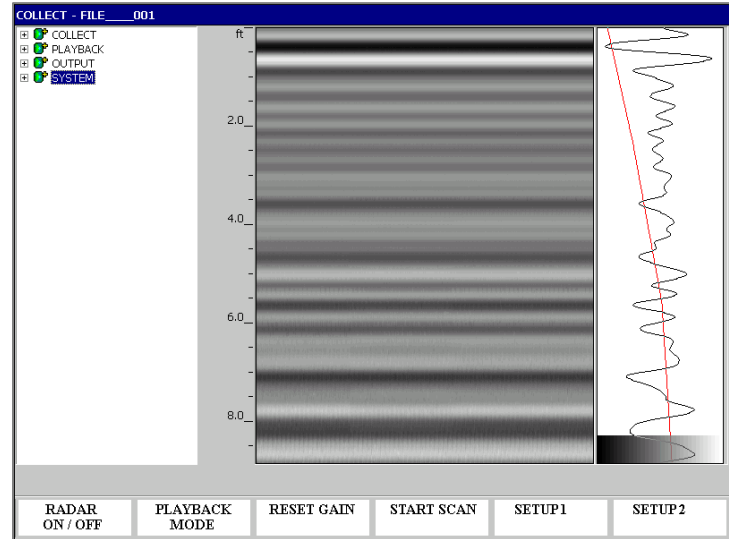 COLLECT - FILE____001
COLLECT
PLAYBACK
OUTPUT
SYSTEM
ft
2.0
4.0
6.0
8.0
RADAR
ON / OFF
PLAYBACK
MODE
RESET GAIN
START SCAN
SETUP1
SETUP2